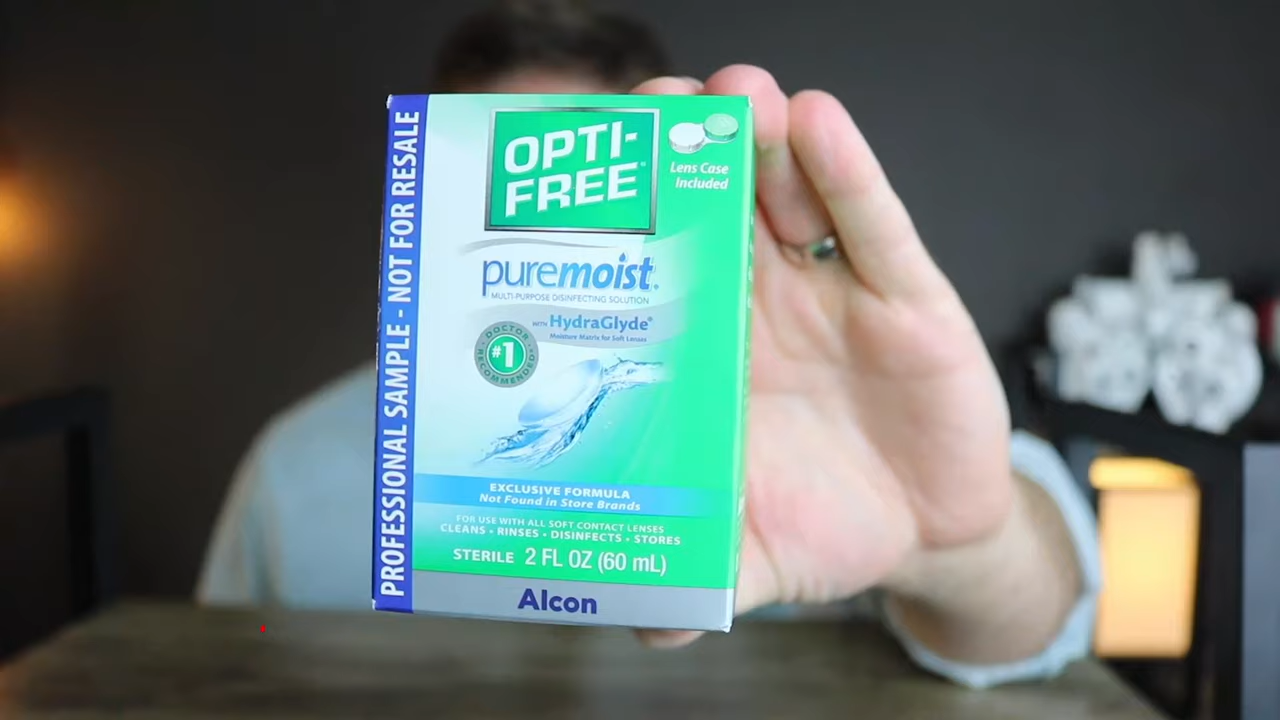 PROFESSIONAL SAMPLE - NOT FOR RESALE
OPTI-
FREE®
Lens Case
Included
puremoist®
MULTI-PURPOSE DISINFECTING SOLUTION
WITH HydraGlyde®
Moisture Matrix for Soft Lenses
DOCTOR
#1
RECOMMENDED
EXCLUSIVE FORMULA
Not Found in Store Brands
FOR USE WITH ALL SOFT CONTACT LENSES
CLEANS • RINSES • DISINFECTS • STORES
STERILE 2 FL OZ (60 mL)
Alcon